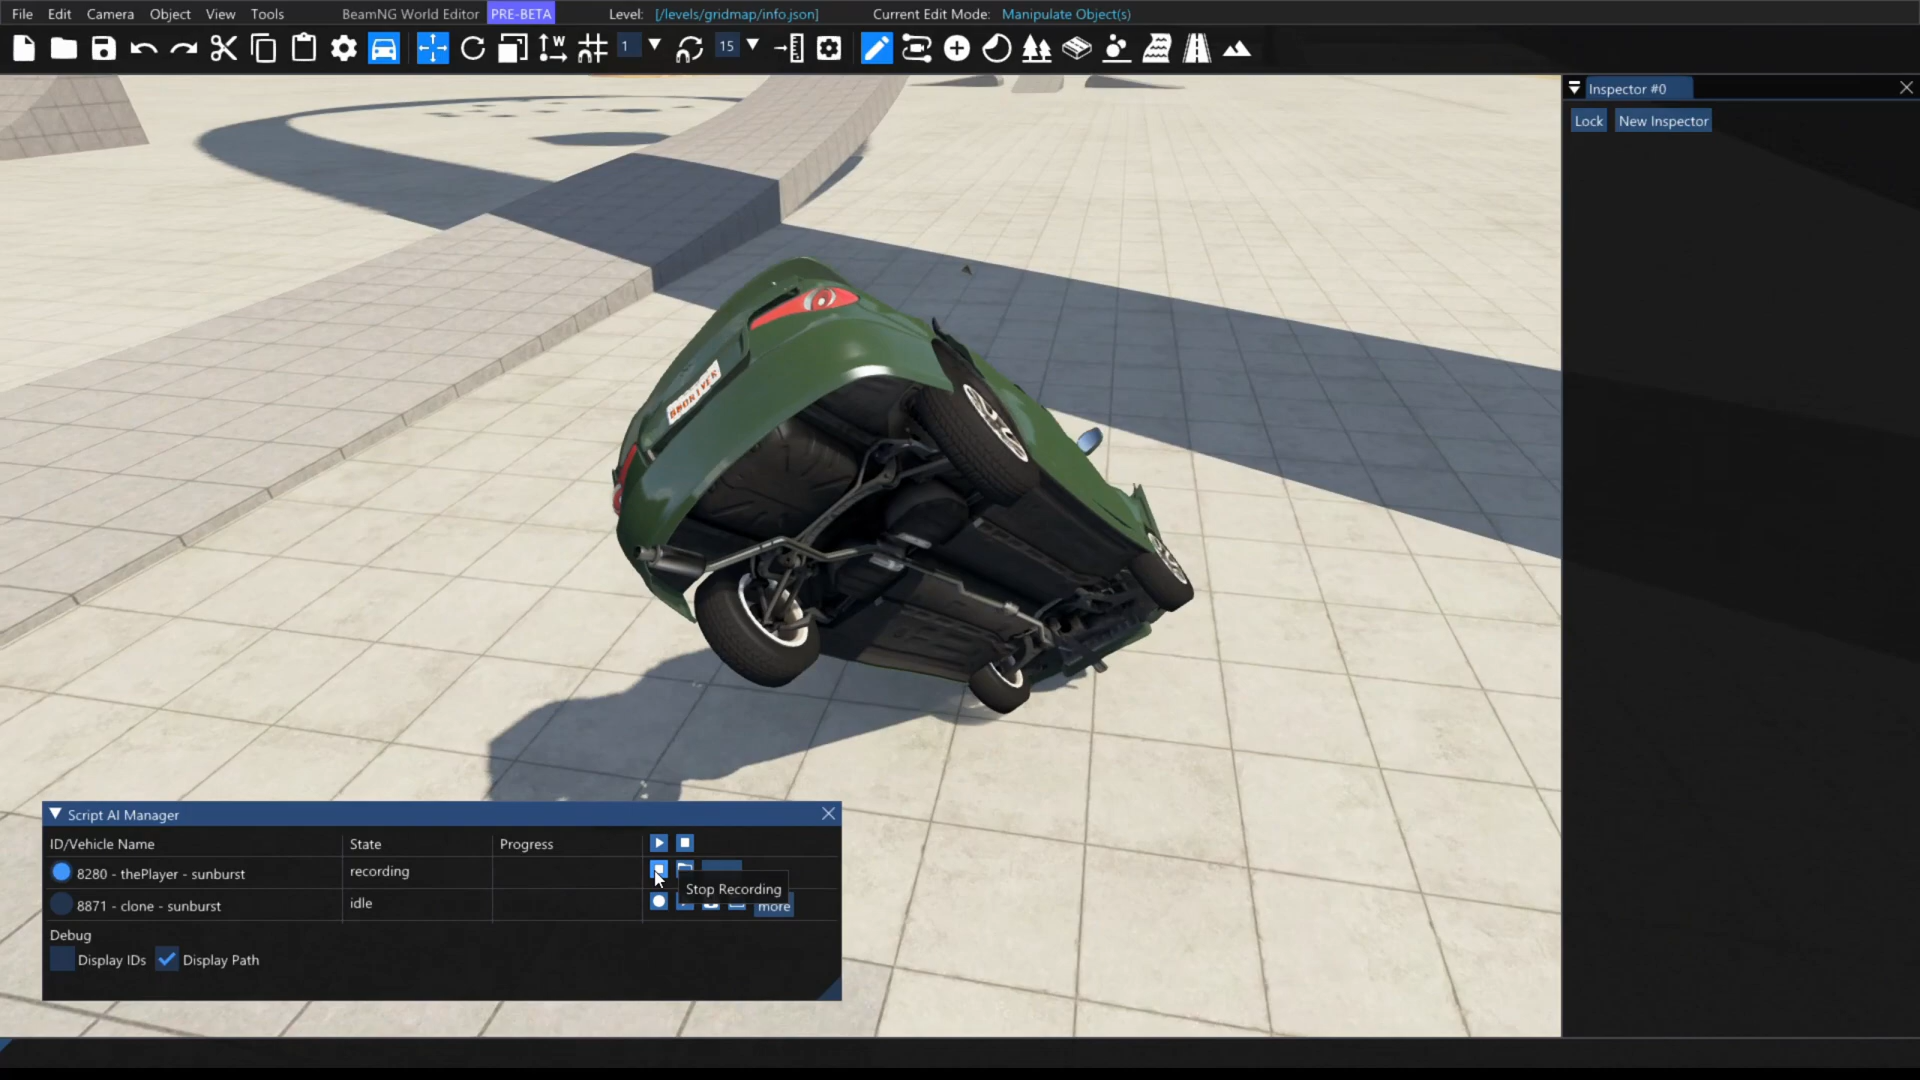 File Edit Camera Object View Tools BeamNG World Editor PRE-BETA Level: [/levels/gridmap/info.json] Current Edit Mode: Manipulate Object(s)
W 1 15
Inspector #0
Lock New Inspector
Script AI Manager
ID/Vehicle Name State Progress
8280 - thePlayer - sunburst recording
Stop Recording
8871 - clone - sunburst idle more
Debug
Display IDs Display Path